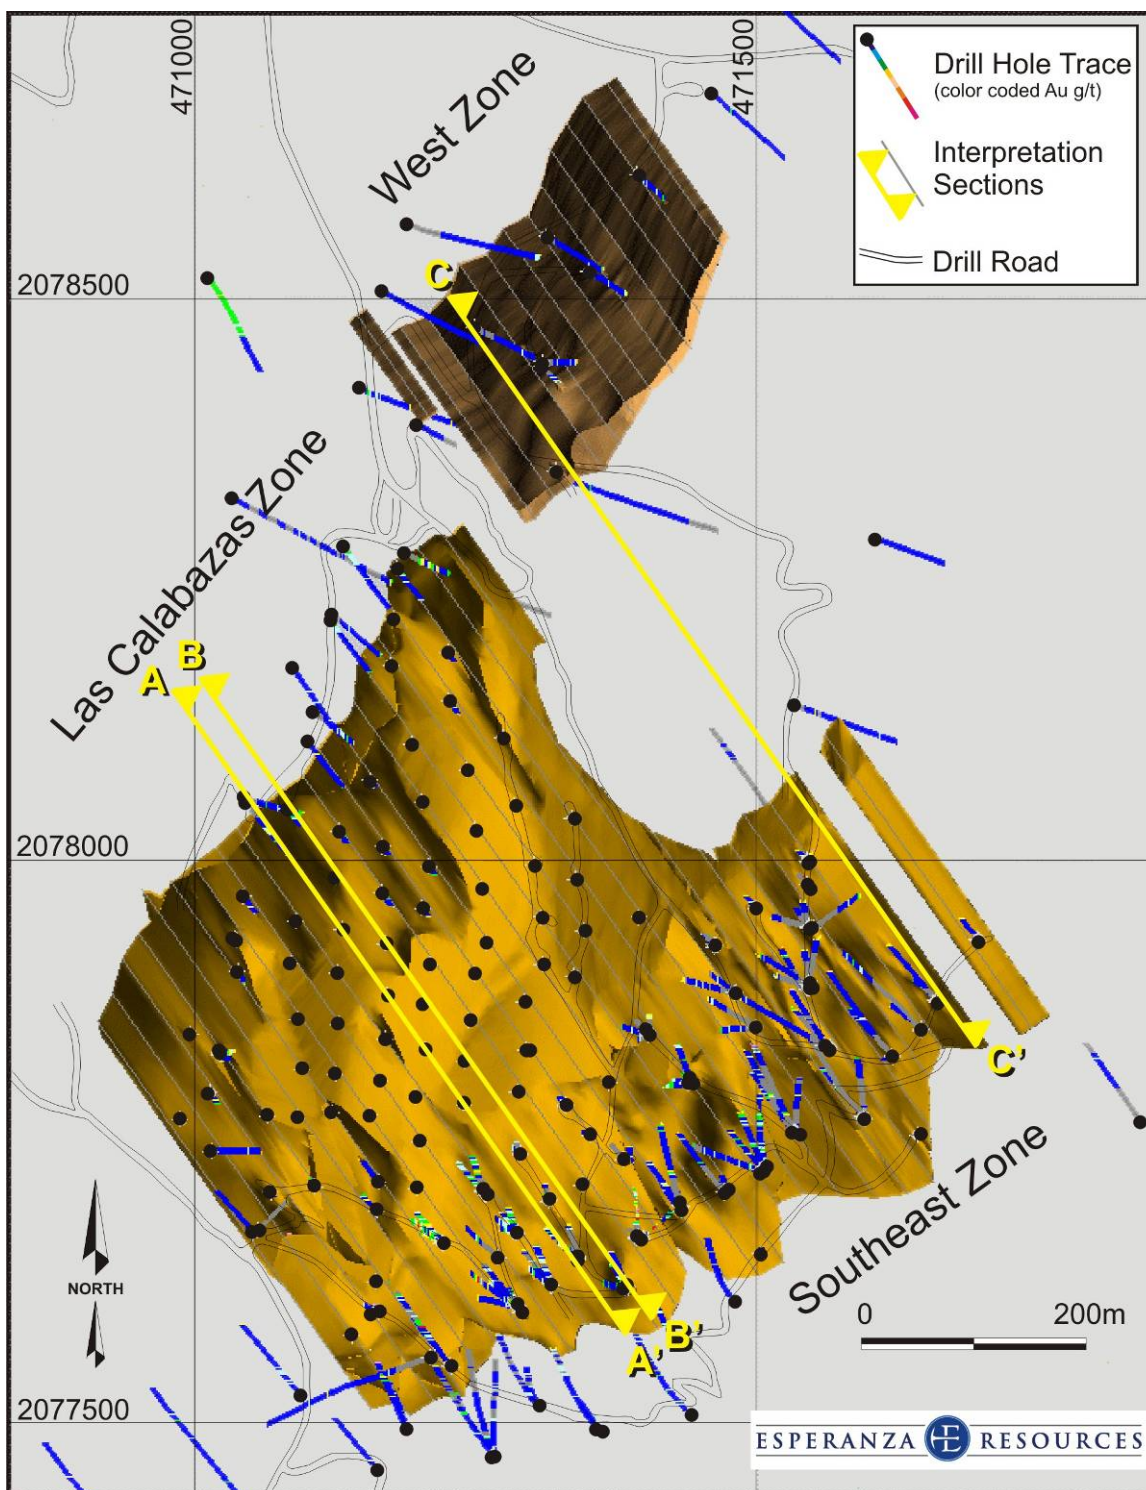 471000
471500
West Zone
Drill Hole Trace
(color coded Au g/t)
Interpretation
Sections
Drill Road
2078500
C
Las Calabazas Zone
B
A
2078000
C’
Southeast Zone
NORTH
0 200m
B’
A’
2077500
ESPERANZA E RESOURCES